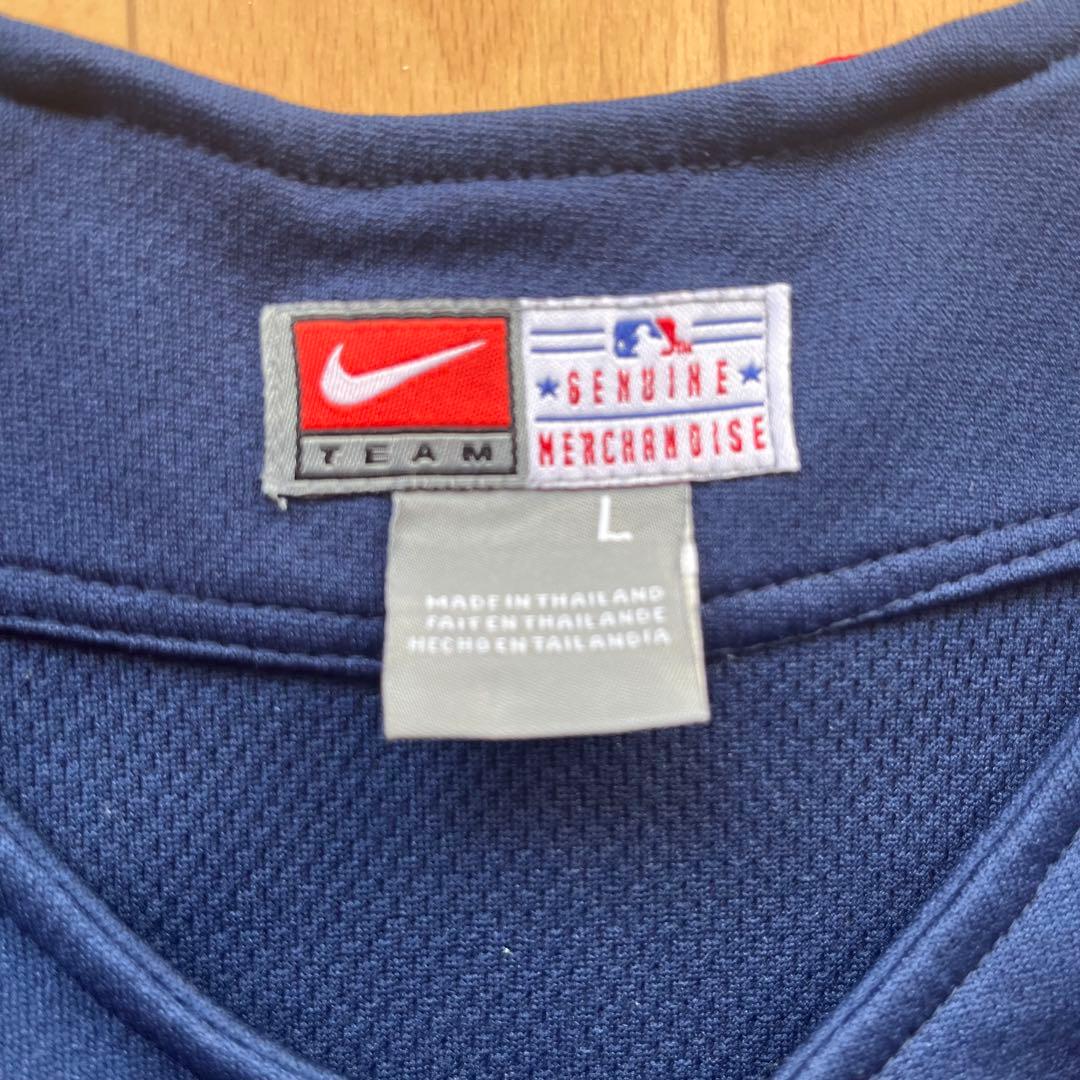 TEAM
GENUINE
MERCHANDISE
L
MADE IN THAILAND
FAIT EN THAILANDE
HECHO EN TAILANDIA